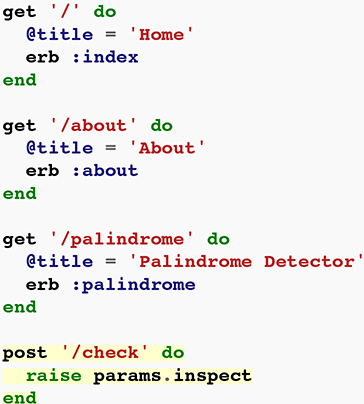 get '/' do
  @title = 'Home'
  erb :index
end

get '/about' do
  @title = 'About'
  erb :about
end

get '/palindrome' do
  @title = 'Palindrome Detector'
  erb :palindrome
end

post '/check' do
  raise params.inspect
end